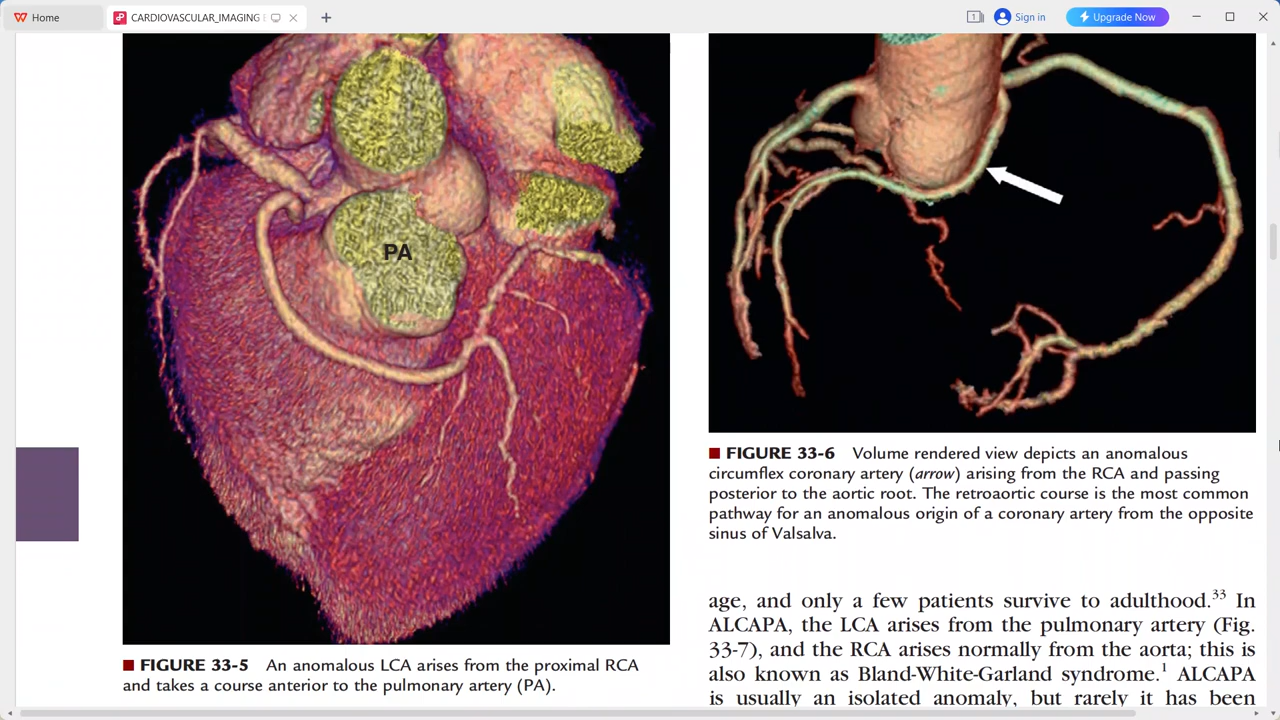 Home
CARDIOVASCULAR_IMAGING
1
Sign in
Upgrade Now
PA
FIGURE 33-5 An anomalous LCA arises from the proximal RCA
and takes a course anterior to the pulmonary artery (PA).
FIGURE 33-6 Volume rendered view depicts an anomalous
circumflex coronary artery (arrow) arising from the RCA and passing
posterior to the aortic root. The retroaortic course is the most common
pathway for an anomalous origin of a coronary artery from the opposite
sinus of Valsalva.
age, and only a few patients survive to adulthood.33 In
ALCAPA, the LCA arises from the pulmonary artery (Fig.
33-7), and the RCA arises normally from the aorta; this is
also known as Bland-White-Garland syndrome.1 ALCAPA
is usually an isolated anomaly, but rarely it has been